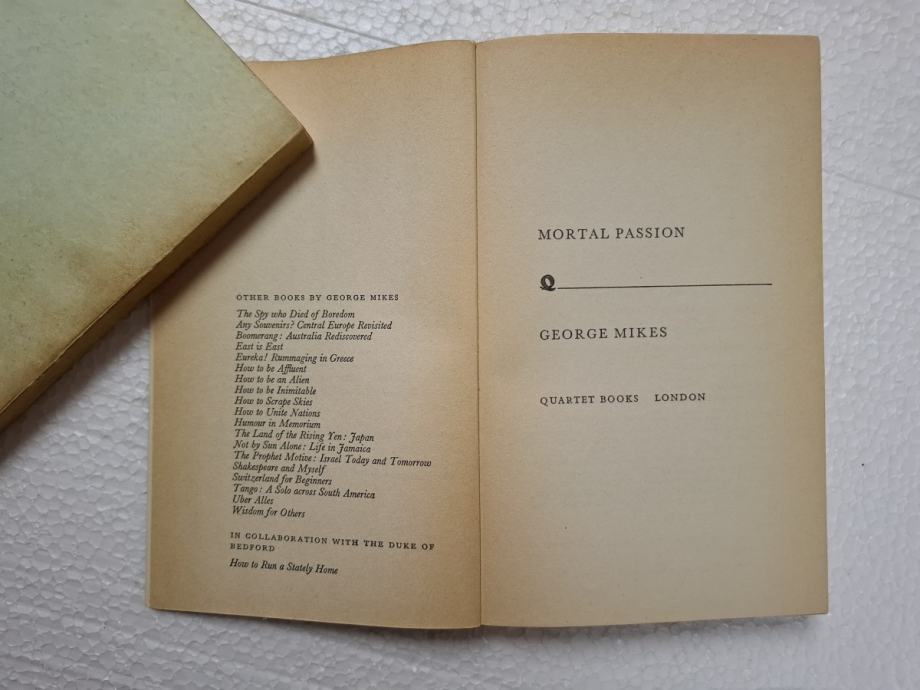 OTHER BOOKS BY GEORGE MIKES
The Spy who Died of Boredom
Any Souvenirs? Central Europe Revisited
Boomerang: Australia Rediscovered
East is East
Eureka! Rummaging in Greece
How to be Affluent
How to be an Alien
How to be Inimitable
How to Scrape Skies
How to Unite Nations
Humour in Memorium
The Land of the Rising Yen: Japan
Not by Sun Alone: Life in Jamaica
The Prophet Motive: Israel Today and Tomorrow
Shakespeare and Myself
Switzerland for Beginners
Tango: A Solo across South America
Uber Alles
Wisdom for Others
IN COLLABORATION WITH THE DUKE OF
BEDFORD
How to Run a Stately Home
MORTAL PASSION
Q
GEORGE MIKES
QUARTET BOOKS LONDON